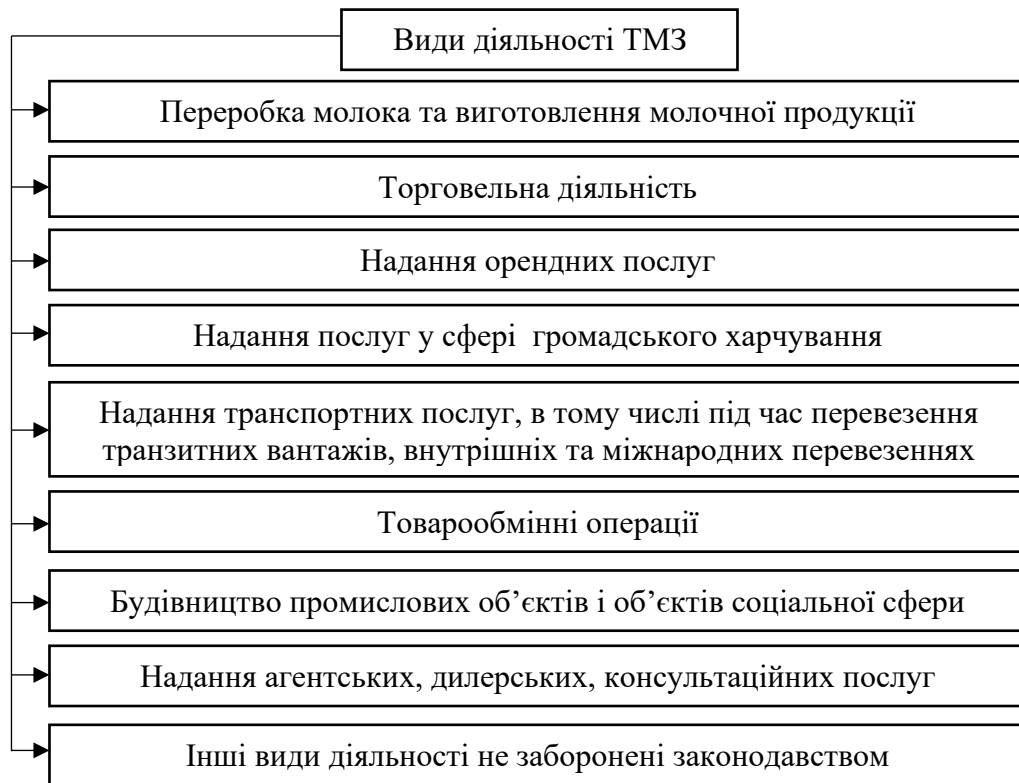 Види діяльності ТМЗ
Переробка молока та виготовлення молочної продукції
Торговельна діяльність
Надання орендних послуг
Надання послуг у сфері громадського харчування
Надання транспортних послуг, в тому числі під час перевезення
транзитних вантажів, внутрішніх та міжнародних перевезеннях
Товарообмінні операції
Будівництво промислових об’єктів і об’єктів соціальної сфери
Надання агентських, дилерських, консультаційних послуг
Інші види діяльності не заборонені законодавством